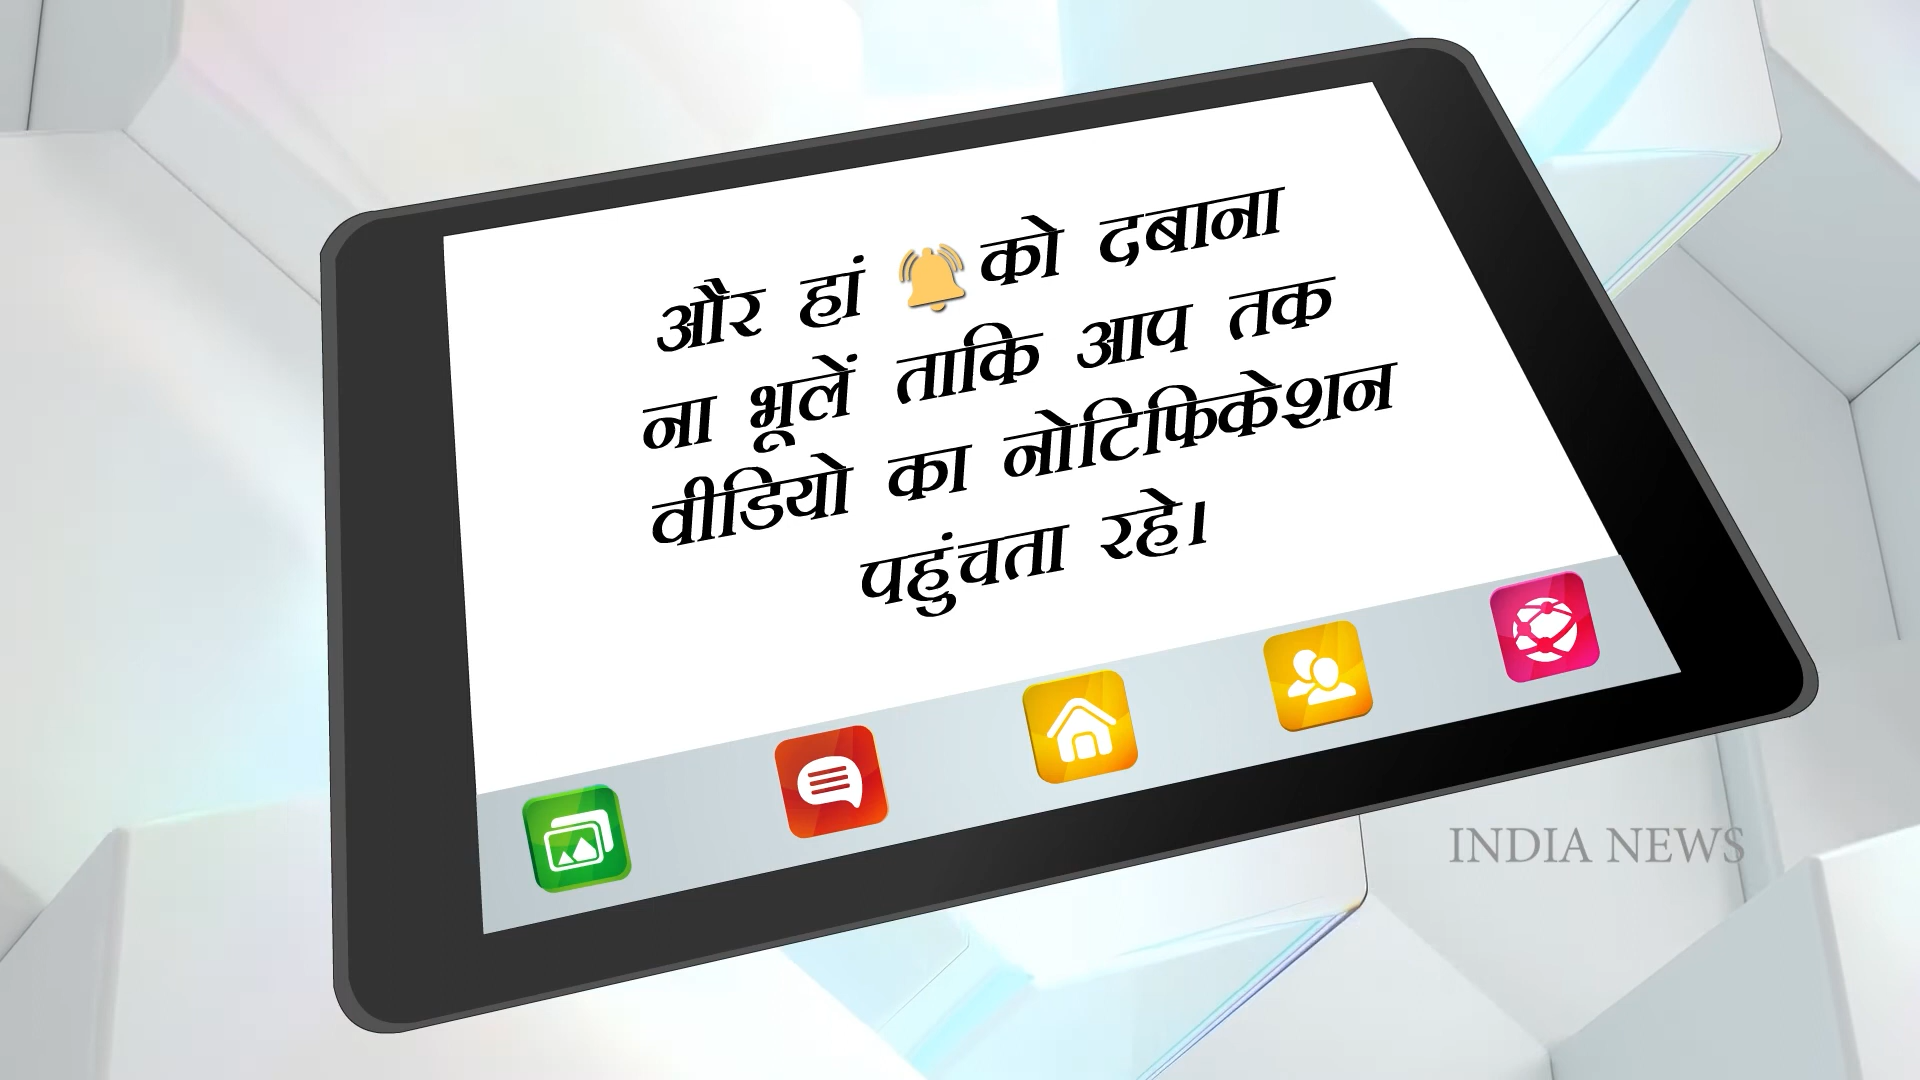 और हां 🔔 को दबाना
ना भूलें ताकि आप तक
वीडियो का नोटिफिकेशन
पहुंचता रहे।
INDIA NEWS